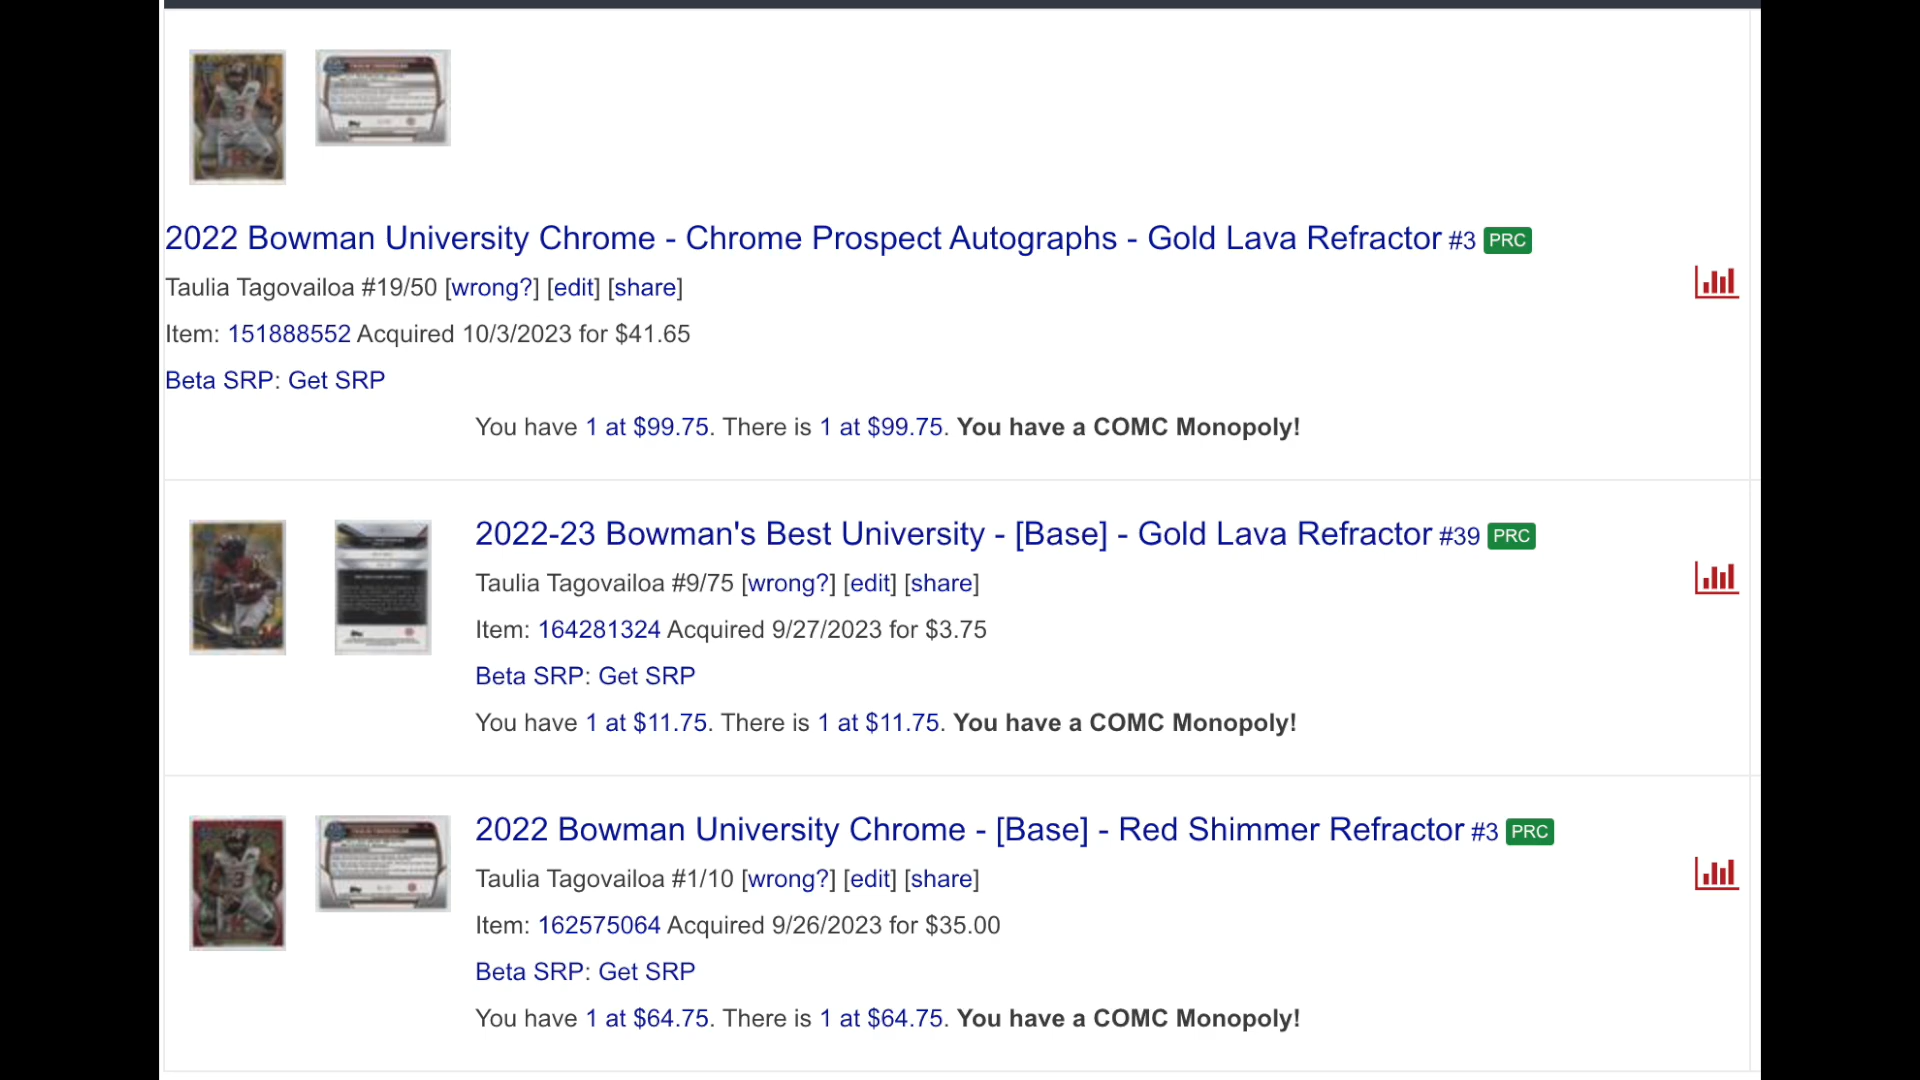 2022 Bowman University Chrome - Chrome Prospect Autographs - Gold Lava Refractor #3 PRC
Taulia Tagovailoa #19/50 [wrong?] [edit] [share]
Item: 151888552 Acquired 10/3/2023 for $41.65
Beta SRP: Get SRP
You have 1 at $99.75. There is 1 at $99.75. You have a COMC Monopoly!
2022-23 Bowman's Best University - [Base] - Gold Lava Refractor #39 PRC
Taulia Tagovailoa #9/75 [wrong?] [edit] [share]
Item: 164281324 Acquired 9/27/2023 for $3.75
Beta SRP: Get SRP
You have 1 at $11.75. There is 1 at $11.75. You have a COMC Monopoly!
2022 Bowman University Chrome - [Base] - Red Shimmer Refractor #3 PRC
Taulia Tagovailoa #1/10 [wrong?] [edit] [share]
Item: 162575064 Acquired 9/26/2023 for $35.00
Beta SRP: Get SRP
You have 1 at $64.75. There is 1 at $64.75. You have a COMC Monopoly!